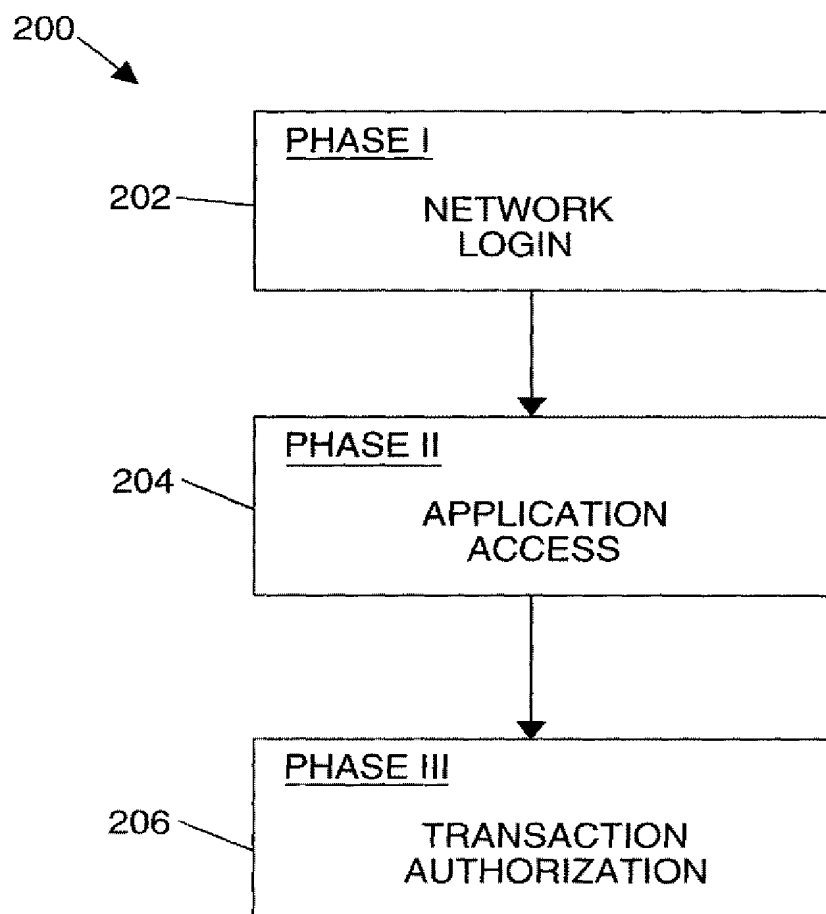 200
PHASE I
202
NETWORK
LOGIN
PHASE II
204
APPLICATION
ACCESS
PHASE III
206
TRANSACTION
AUTHORIZATION